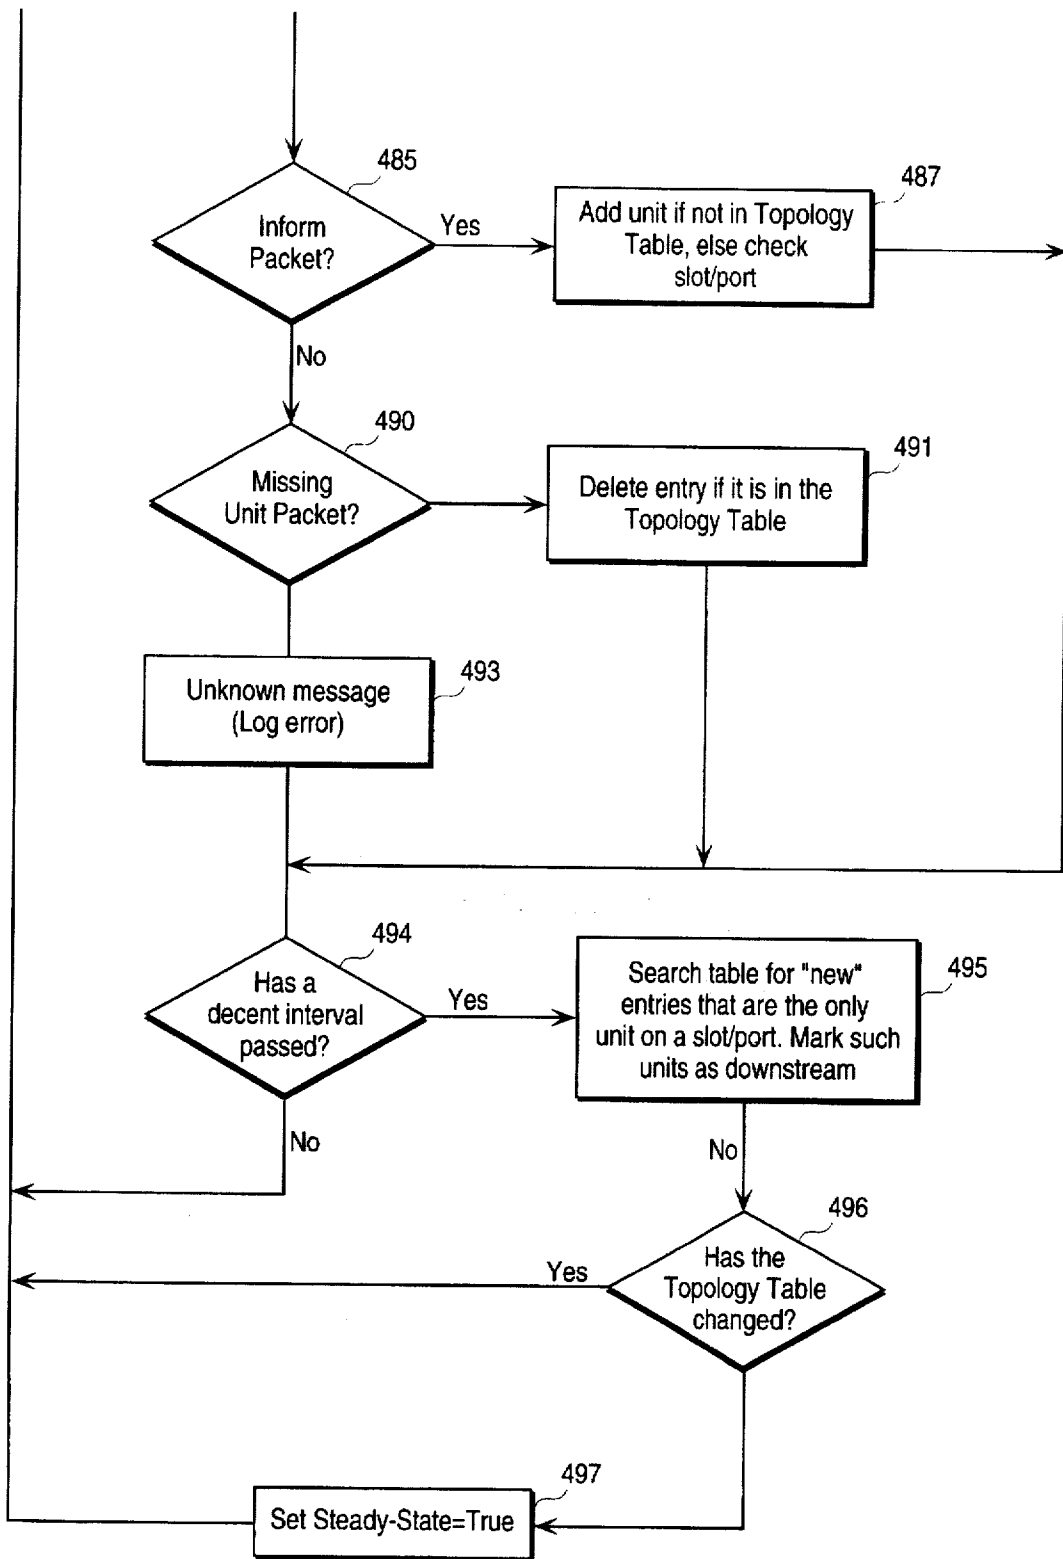 485
Inform
Packet?
Yes
487
Add unit if not in Topology
Table, else check
slot/port
No
490
Missing
Unit Packet?
491
Delete entry if it is in the
Topology Table
493
Unknown message
(Log error)
494
Has a
decent interval
passed?
Yes
495
Search table for "new"
entries that are the only
unit on a slot/port. Mark such
units as downstream
No
No
496
Has the
Topology Table
changed?
Yes
497
Set Steady-State=True